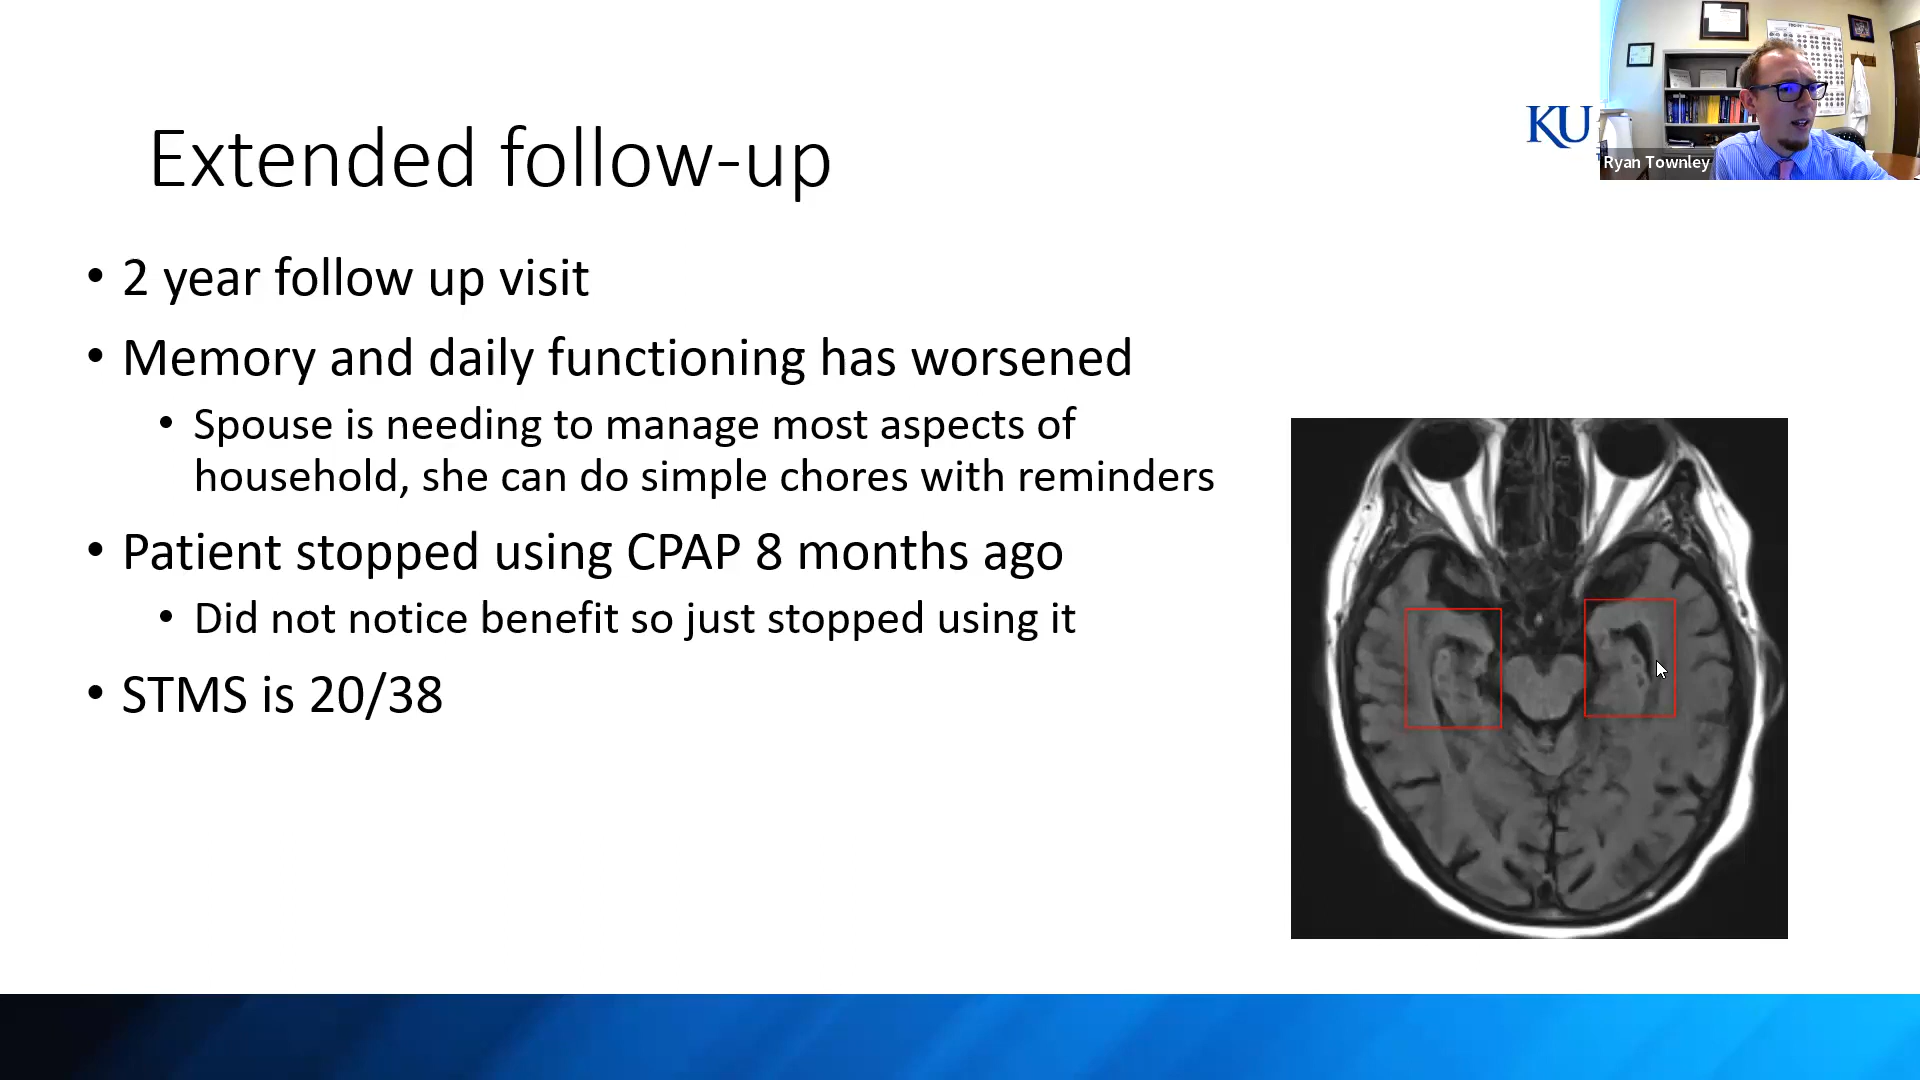 Extended follow-up
KU
Ryan Townley
• 2 year follow up visit
• Memory and daily functioning has worsened
• Spouse is needing to manage most aspects of
household, she can do simple chores with reminders
• Patient stopped using CPAP 8 months ago
• Did not notice benefit so just stopped using it
• STMS is 20/38